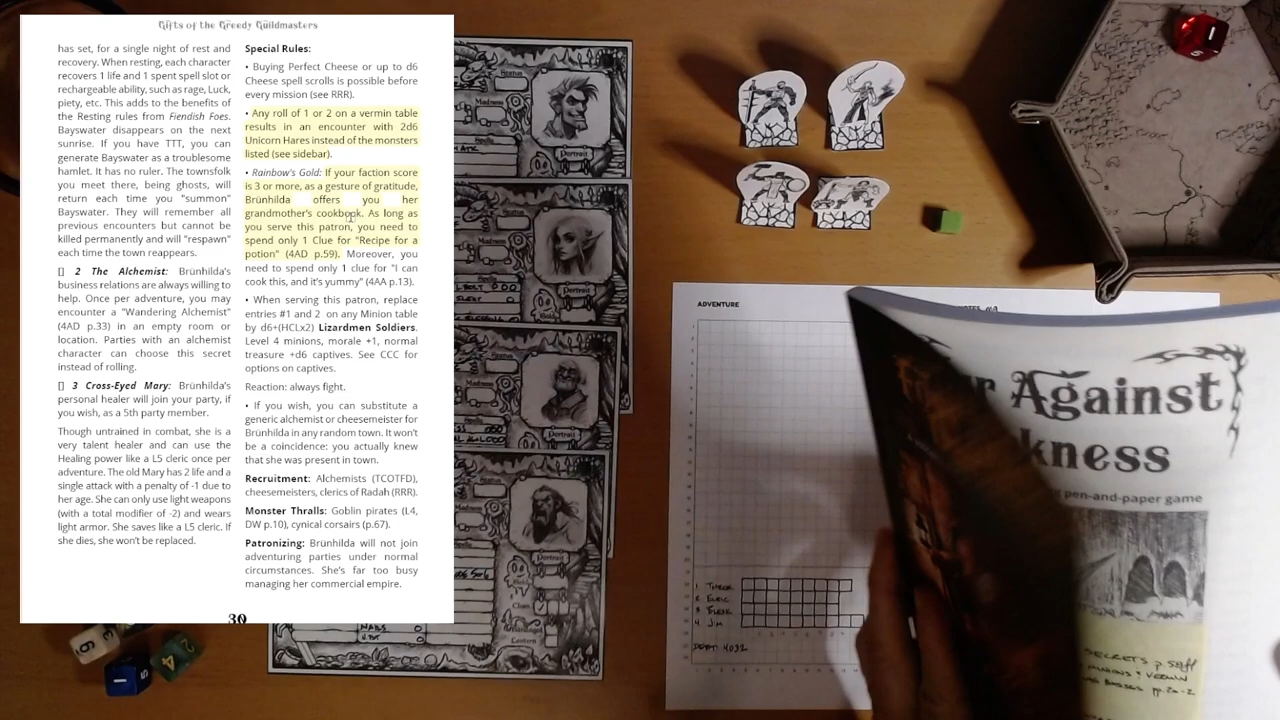 Gifts of the Greedy Guildmasters
has set, for a single night of rest and
recovery. When resting, each character
recovers 1 life and 1 spent spell slot or
rechargeable ability, such as rage, Luck,
piety, etc. This adds to the benefits of
the Resting rules from Fiendish Foes.
Bayswater disappears on the next
sunrise. If you have TTT, you can
generate Bayswater as a troublesome
hamlet. It has no ruler. The townsfolk
you meet there, being ghosts, will
return each time you "summon"
Bayswater. They will remember all
previous encounters but cannot be
killed permanently and will "respawn"
each time the town reappears.
[] 2 The Alchemist: Brünhilda's
business relations are always willing to
help. Once per adventure, you may
encounter a "Wandering Alchemist"
(4AD p.33) in an empty room or
location. Parties with an alchemist
character can choose this secret
instead of rolling.
[] 3 Cross-Eyed Mary: Brünhilda's
personal healer will join your party, if
you wish, as a 5th party member.
Though untrained in combat, she is a
very talent healer and can use the
Healing power like a L5 cleric once per
adventure. The old Mary has 2 life and a
single attack with a penalty of -1 due to
her age. She can only use light weapons
(with a total modifier of -2) and wears
light armor. She saves like a L5 cleric. If
she dies, she won't be replaced.
Special Rules:
• Buying Perfect Cheese or up to d6
Cheese spell scrolls is possible before
every mission (see RRR).
• Any roll of 1 or 2 on a vermin table
results in an encounter with 2d6
Unicorn Hares instead of the monsters
listed (see sidebar).
• Rainbow's Gold: If your faction score
is 3 or more, as a gesture of gratitude,
Brünhilda offers you her
grandmother's cookbook. As long as
you serve this patron, you need to
spend only 1 Clue for "Recipe for a
potion" (4AD p.59). Moreover, you
need to spend only 1 clue for "I can
cook this, and it's yummy" (4AA p.13).
• When serving this patron, replace
entries #1 and 2 on any Minion table
by d6+(HCLx2) Lizardmen Soldiers.
Level 4 minions, morale +1, normal
treasure +d6 captives. See CCC for
options on captives.
Reaction: always fight.
• If you wish, you can substitute a
generic alchemist or cheesemeister for
Brünhilda in any random town. It won't
be a coincidence: you actually knew
that she was present in town.
Recruitment: Alchemists (TCOTFD),
cheesemeisters, clerics of Radah (RRR).
Monster Thralls: Goblin pirates (L4,
DW p.10), cynical corsairs (p.67).
Patronizing: Brünhilda will not join
adventuring parties under normal
circumstances. She's far too busy
managing her commercial empire.
30
Status
Madness
Portrait
Portrait
Portrait
Portrait
Lantern
ADVENTURE
Against
pen-and-paper game
SECRETS p
VERMIN
4 Jim